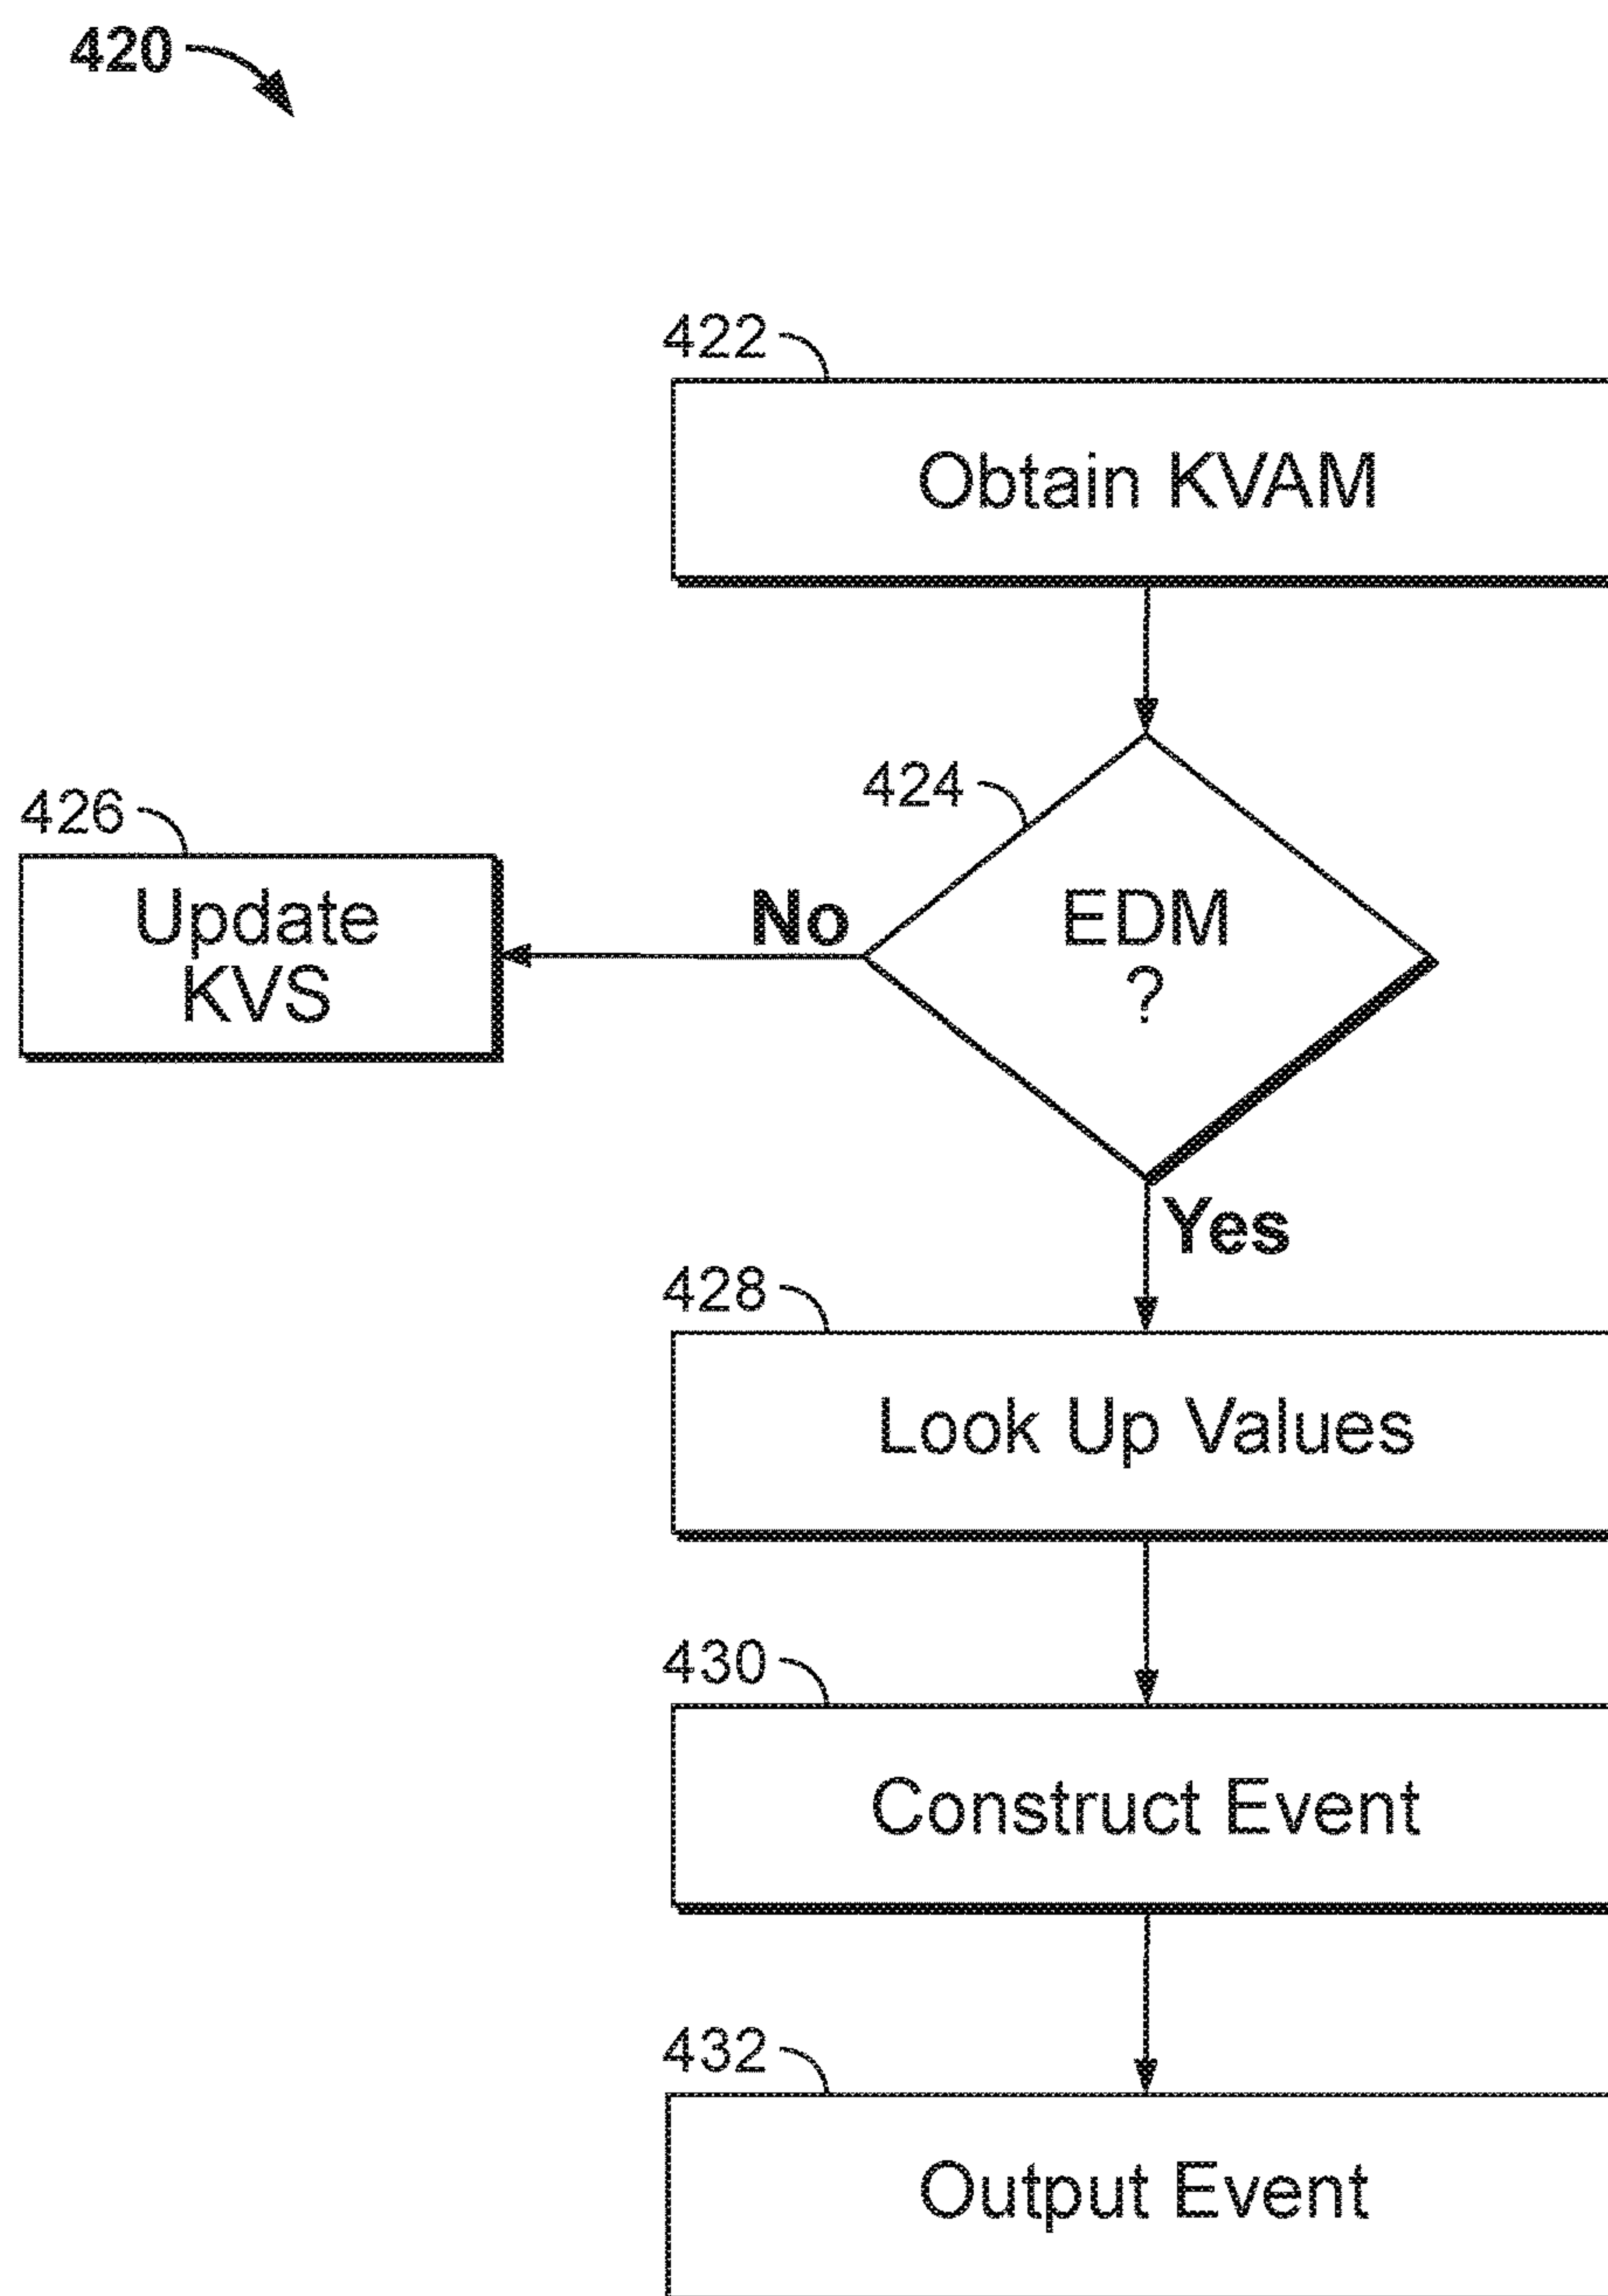 420
422
Obtain KVAM
424
EDM
?
426
Update
KVS
No
Yes
428
Look Up Values
430
Construct Event
432
Output Event